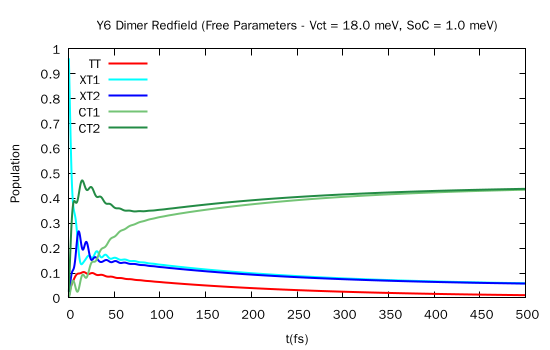 Y6 Dimer Redfield (Free Parameters - Vct = 18.0 meV, SoC = 1.0 meV)
1
0.9
0.8
0.7
0.6
0.5
0.4
0.3
0.2
0.1
0
Population
TT
XT1
XT2
CT1
CT2
0 50 100 150 200 250 300 350 400 450 500
t(fs)